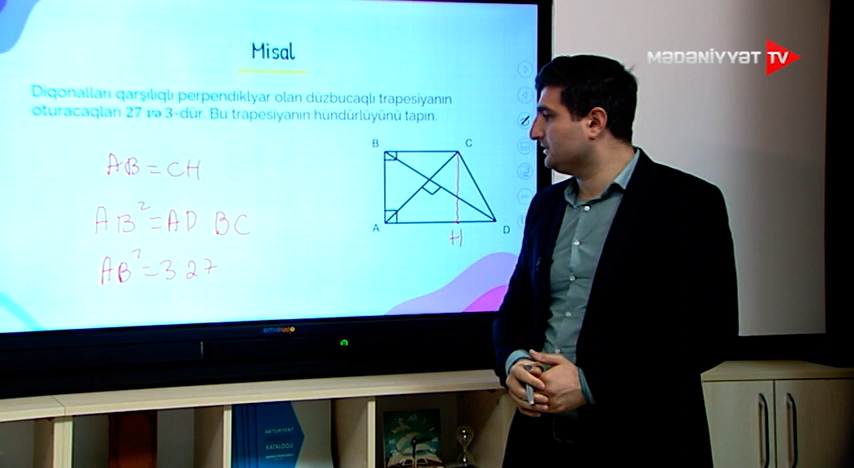 Misal
MƏDƏNİYYƏT TV
Diqonalları qarşılıqlı perpendiklyar olan düzbucaqlı trapesiyanın
oturacaqları 27 və 3-dür. Bu trapesiyanın hündürlüyünü tapın.
B C
AB = CH
AB² = AD BC
A H D
AB² = 3 27
KATALOQU